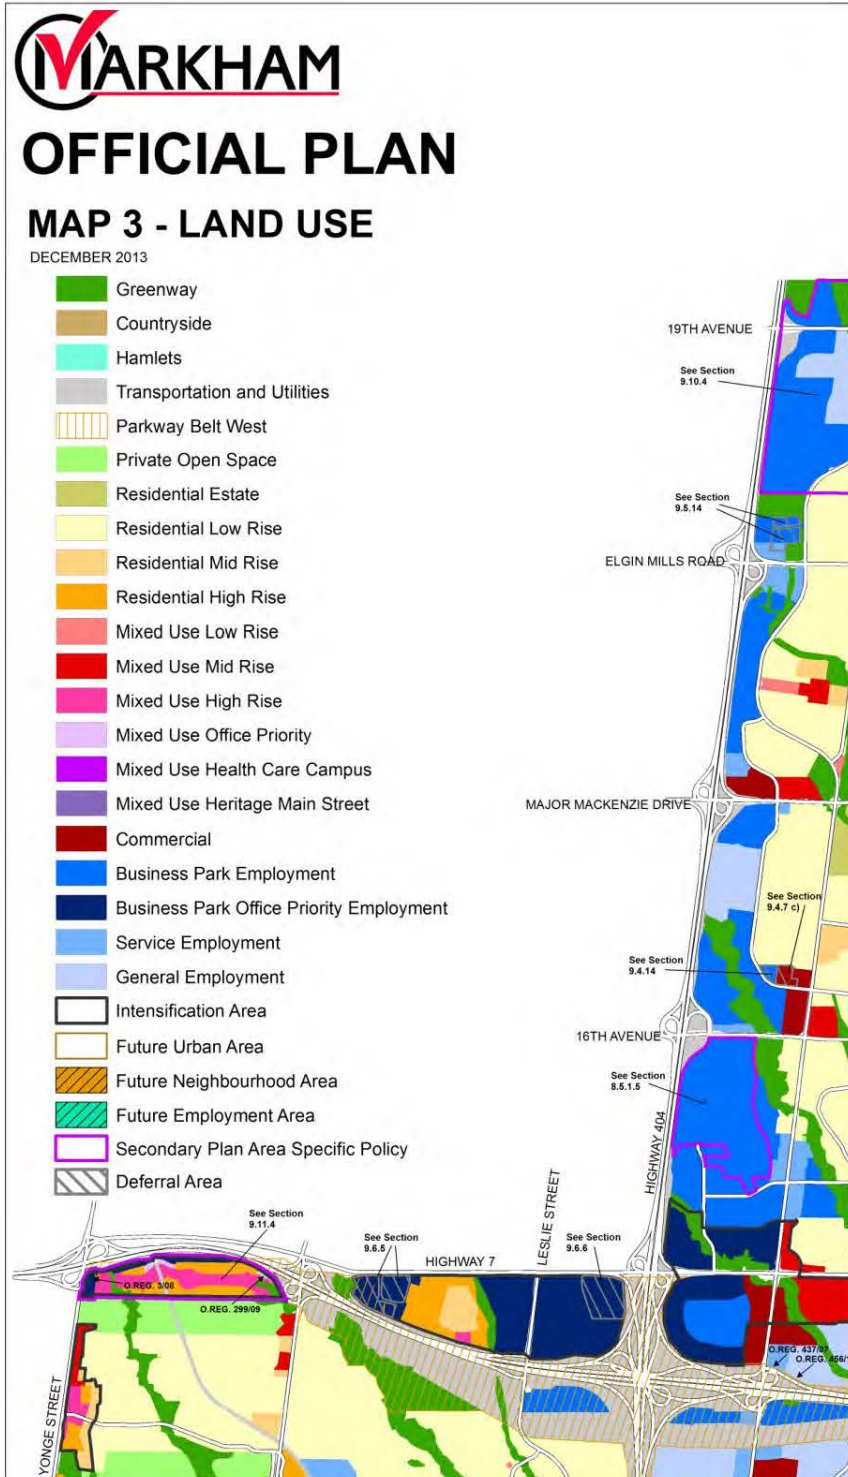 MARKHAM
OFFICIAL PLAN
MAP 3 - LAND USE
DECEMBER 2013
Greenway
Countryside
Hamlets
Transportation and Utilities
Parkway Belt West
Private Open Space
Residential Estate
Residential Low Rise
Residential Mid Rise
Residential High Rise
Mixed Use Low Rise
Mixed Use Mid Rise
Mixed Use High Rise
Mixed Use Office Priority
Mixed Use Health Care Campus
Mixed Use Heritage Main Street
Commercial
Business Park Employment
Business Park Office Priority Employment
Service Employment
General Employment
Intensification Area
Future Urban Area
Future Neighbourhood Area
Future Employment Area
Secondary Plan Area Specific Policy
Deferral Area
19TH AVENUE
See Section
9.10.4
See Section
9.5.14
ELGIN MILLS ROAD
MAJOR MACKENZIE DRIVE
See Section
9.4.7 c)
See Section
9.4.14
16TH AVENUE
See Section
8.5.1.5
HIGHWAY 404
LESLIE STREET
See Section
9.11.4
See Section
9.6.5
HIGHWAY 7
See Section
9.6.6
O.REG. 3/08
O.REG. 299/09
O.REG. 437/07
O.REG.
YONGE STREET